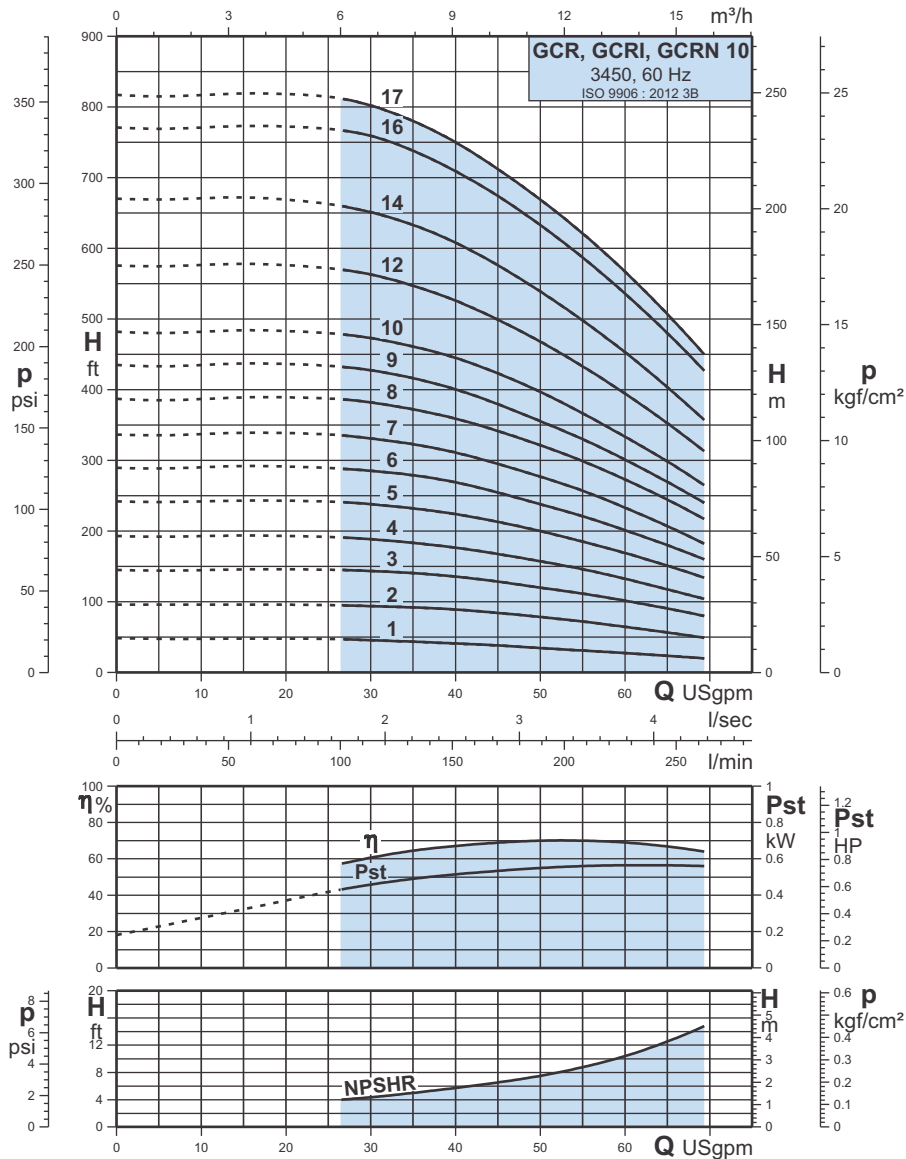 0 3 6 9 12 15 m³/h
GCR, GCRI, GCRN 10
3450, 60 Hz
ISO 9906 : 2012 3B
p
psi
350
300
250
200
150
100
50
0
H
ft
900
800
700
600
500
400
300
200
100
0
17
16
14
12
10
9
8
7
6
5
4
3
2
1
H
m
250
200
150
100
50
0
p
kgf/cm²
25
20
15
10
5
0
0 10 20 30 40 50 60 Q USgpm
0 1 2 3 4 l/sec
0 50 100 150 200 250 l/min
η%
100
80
60
40
20
0
η
Pst
Pst
kW
1
0.8
0.6
0.4
0.2
0
Pst
HP
1.2
1
0.8
0.6
0.4
0.2
0
p
psi
8
6
4
2
0
H
ft
20
16
12
8
4
0
NPSHR
H
m
5
4
3
2
1
0
p
kgf/cm²
0.6
0.5
0.4
0.3
0.2
0.1
0
0 10 20 30 40 50 60 Q USgpm